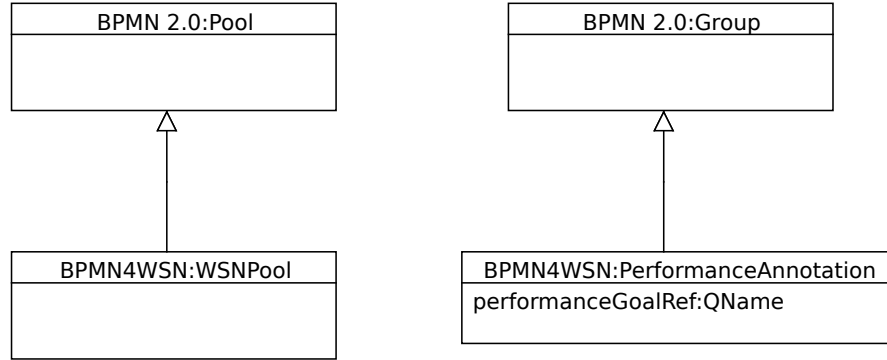 BPMN 2.0:Pool
BPMN 2.0:Group
BPMN4WSN:WSNPool
BPMN4WSN:PerformanceAnnotation
performanceGoalRef:QName